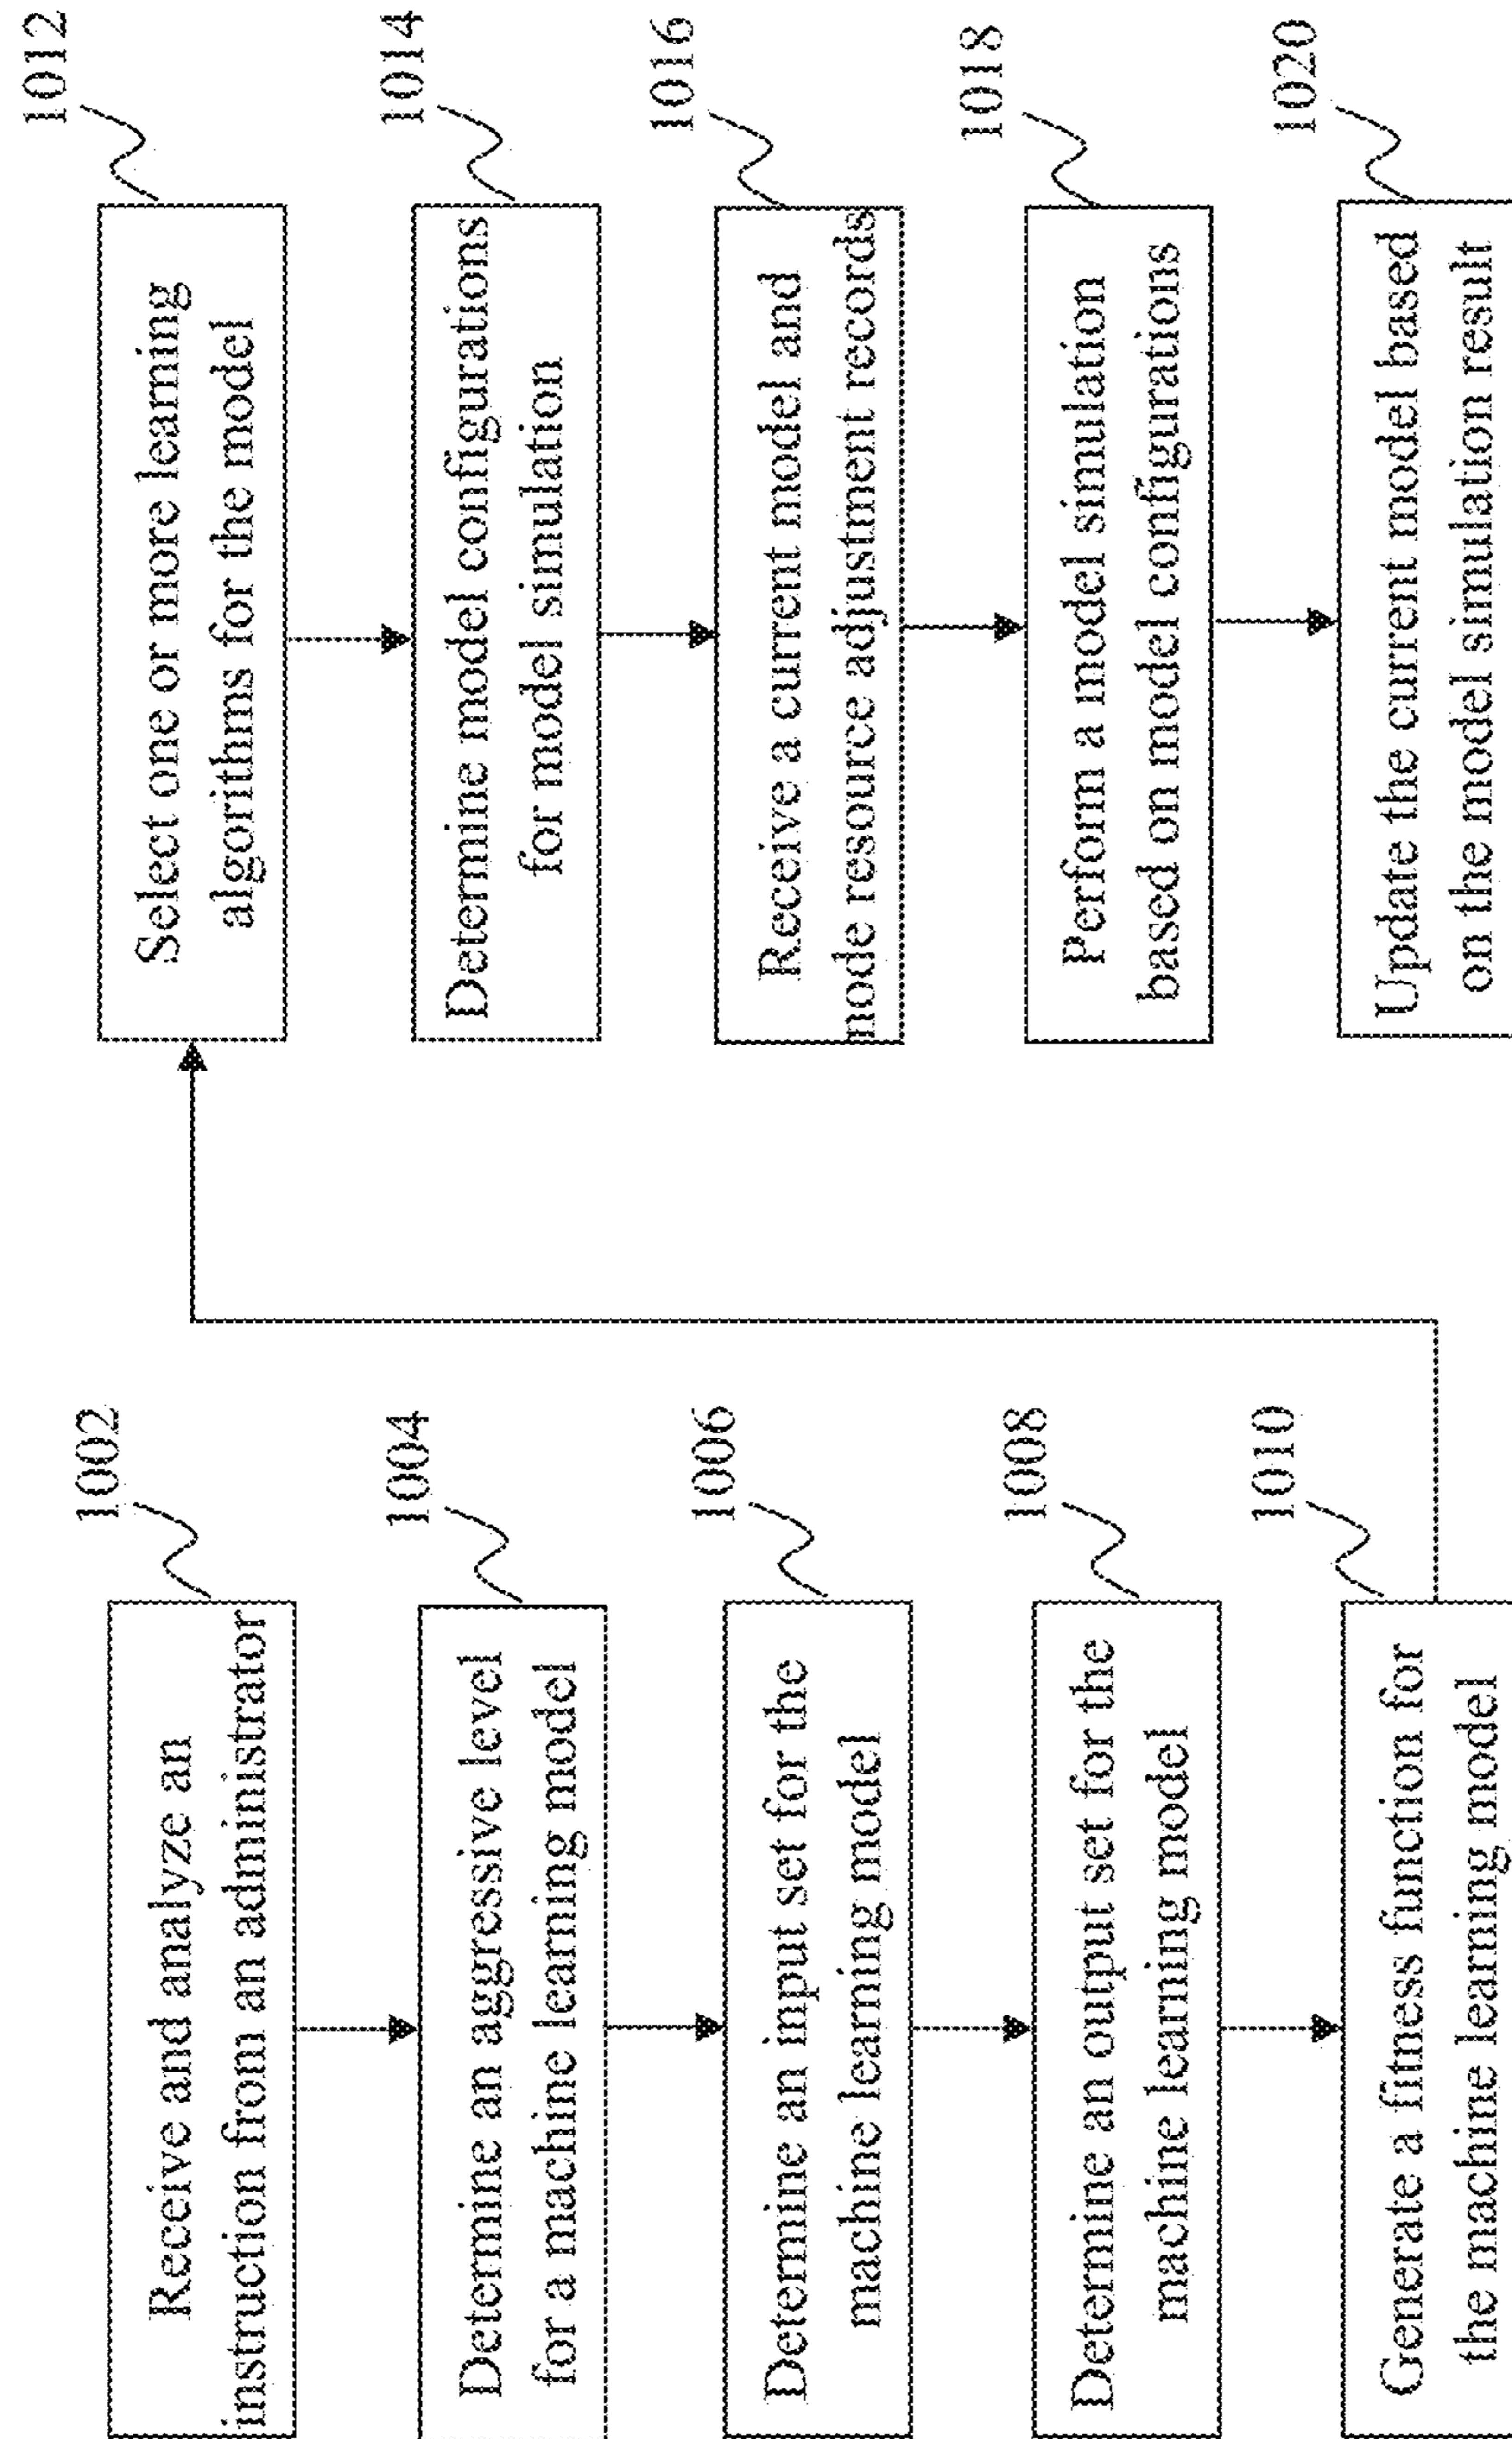 1002
Receive and analyze an
instruction from an administrator
1004
Determine an aggressive level
for a machine learning model
1006
Determine an input set for the
machine learning model
1008
Determine an output set for the
machine learning model
1010
Generate a fitness function for
the machine learning model
1012
Select one or more learning
algorithms for the model
1014
Determine model configurations
for model simulation
1016
Receive a current model and
node resource adjustment records
1018
Perform a model simulation
based on model configurations
1020
Update the current model based
on the model simulation result